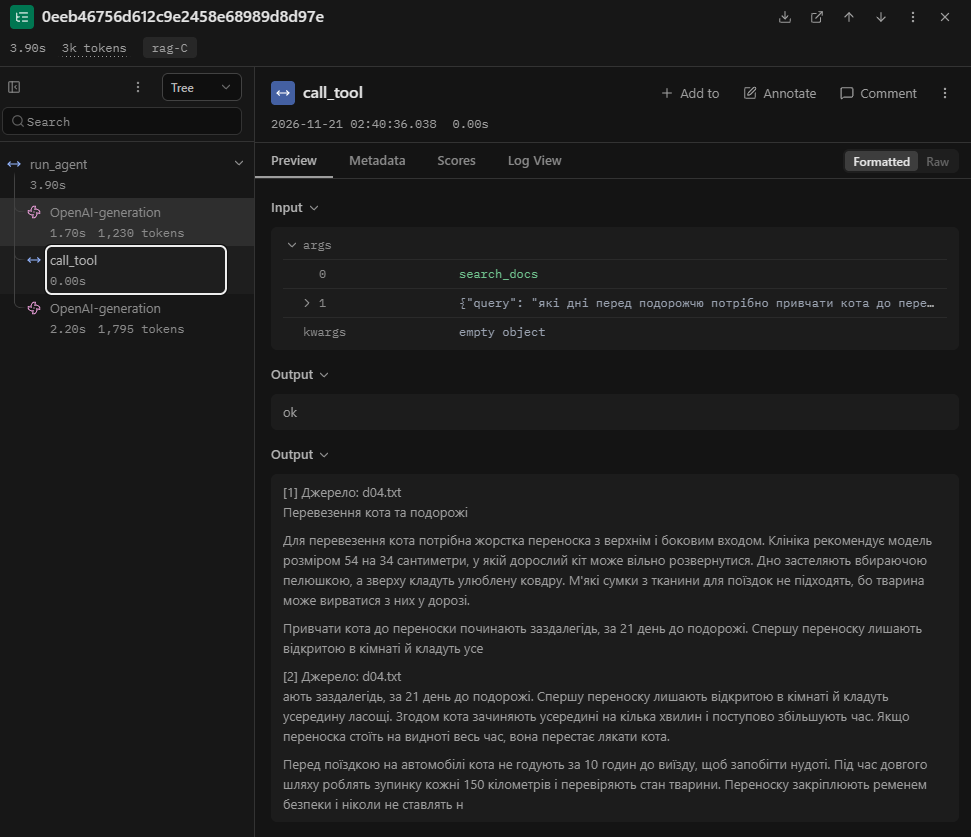 0eeb46756d612c9e2458e68989d8d97e
3.90s 3k tokens rag-C
Tree
Search
run_agent
3.90s
OpenAI-generation
1.70s 1,230 tokens
call_tool
0.00s
OpenAI-generation
2.20s 1,795 tokens
call_tool
Add to Annotate Comment
2026-11-21 02:40:36.038 0.00s
Preview Metadata Scores Log View Formatted Raw
Input
args
0 search_docs
1 {"query": "які дні перед подорожчю потрібно привчати кота до пере…
kwargs empty object
Output
ok
Output
[1] Джерело: d04.txt
Перевезення кота та подорожі
Для перевезення кота потрібна жорстка переноска з верхнім і боковим входом. Клініка рекомендує модель
розміром 54 на 34 сантиметри, у якій дорослий кіт може вільно розвернутися. Дно застеляють вбираючою
пелюшкою, а зверху кладуть улюблену ковдру. М'які сумки з тканини для поїздок не підходять, бо тварина
може вирватися з них у дорозі.
Привчати кота до переноски починають заздалегідь, за 21 день до подорожі. Спершу переноску лишають
відкритою в кімнаті й кладуть усе
[2] Джерело: d04.txt
ають заздалегідь, за 21 день до подорожі. Спершу переноску лишають відкритою в кімнаті й кладуть
усередину ласощі. Згодом кота зачиняють усередині на кілька хвилин і поступово збільшують час. Якщо
переноска стоїть на видноті весь час, вона перестає лякати кота.
Перед поїздкою на автомобілі кота не годують за 10 годин до виїзду, щоб запобігти нудоті. Під час довгого
шляху роблять зупинку кожні 150 кілометрів і перевіряють стан тварини. Переноску закріплюють ременем
безпеки і ніколи не ставлять н